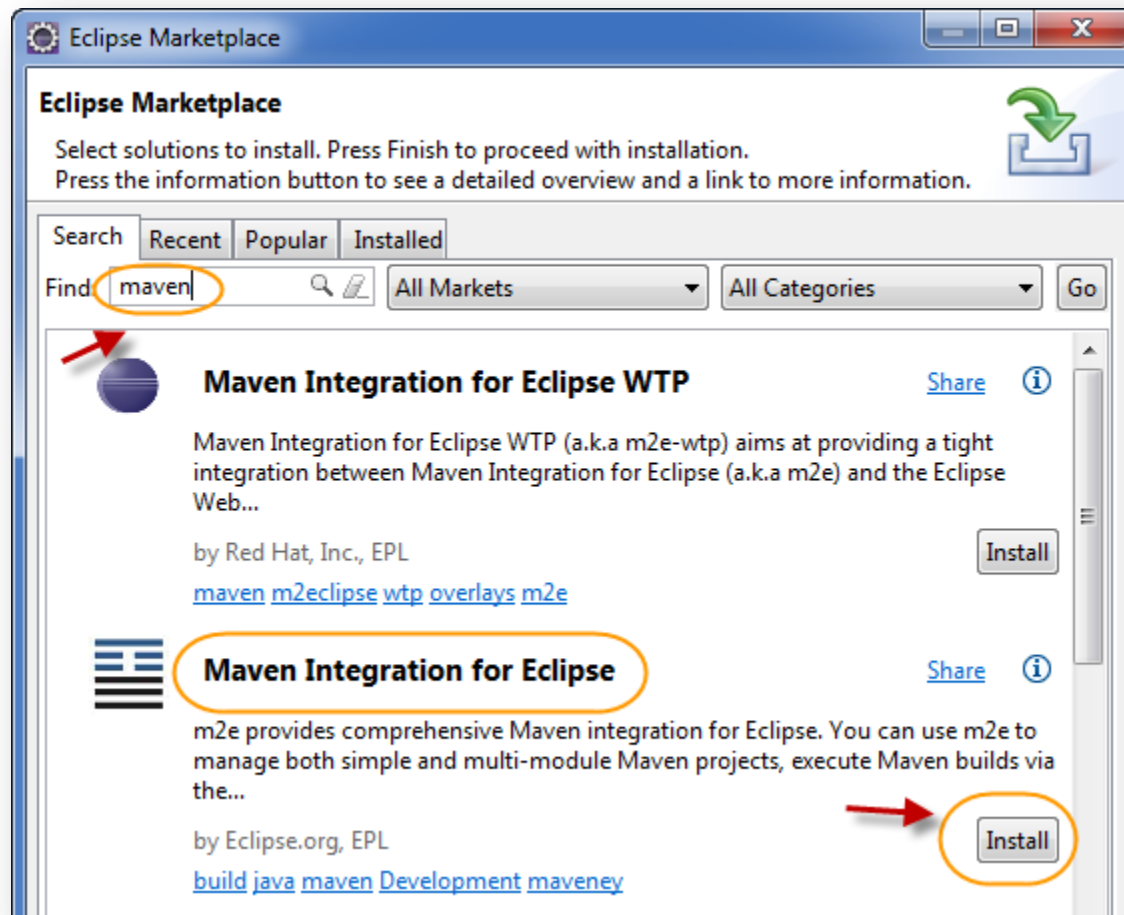 Eclipse Marketplace
Eclipse Marketplace
Select solutions to install. Press Finish to proceed with installation.
Press the information button to see a detailed overview and a link to more information.
Search Recent Popular Installed
Find: maven All Markets All Categories Go
Maven Integration for Eclipse WTP Share
Maven Integration for Eclipse WTP (a.k.a m2e-wtp) aims at providing a tight
integration between Maven Integration for Eclipse (a.k.a m2e) and the Eclipse
Web...
by Red Hat, Inc., EPL Install
maven m2eclipse wtp overlays m2e
Maven Integration for Eclipse Share
m2e provides comprehensive Maven integration for Eclipse. You can use m2e to
manage both simple and multi-module Maven projects, execute Maven builds via
the...
by Eclipse.org, EPL Install
build java maven Development maveney